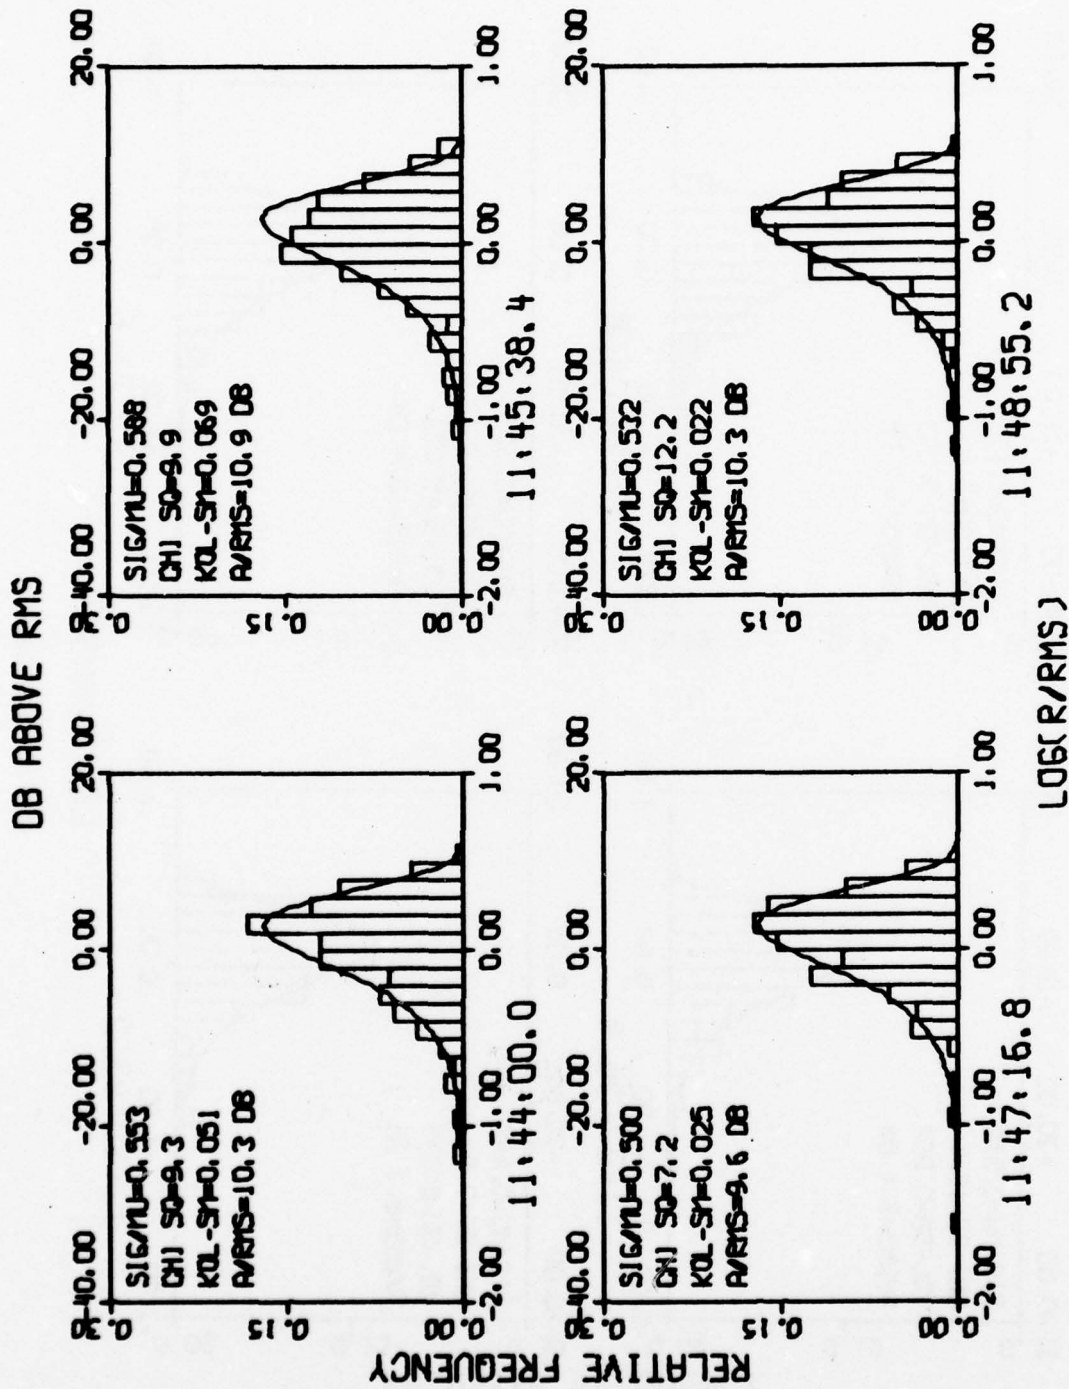 DB ABOVE RMS
-40.00 -20.00 0.00 20.00
SIG/MU=0.553
CHI SQ=9.3
KOL-SM=0.051
A/RMS=10.3 DB
0.30
0.15
0.00
-2.00 -1.00 0.00 1.00
11:44:00.0
-40.00 -20.00 0.00 20.00
SIG/MU=0.588
CHI SQ=9.9
KOL-SM=0.069
A/RMS=10.9 DB
0.30
0.15
0.00
-2.00 -1.00 0.00 1.00
11:45:38.4
RELATIVE FREQUENCY
-40.00 -20.00 0.00 20.00
SIG/MU=0.500
CHI SQ=7.2
KOL-SM=0.025
A/RMS=9.6 DB
0.30
0.15
0.00
-2.00 -1.00 0.00 1.00
11:47:16.8
-40.00 -20.00 0.00 20.00
SIG/MU=0.532
CHI SQ=12.2
KOL-SM=0.022
A/RMS=10.3 DB
0.30
0.15
0.00
-2.00 -1.00 0.00 1.00
11:48:55.2
LOG(R/RMS)